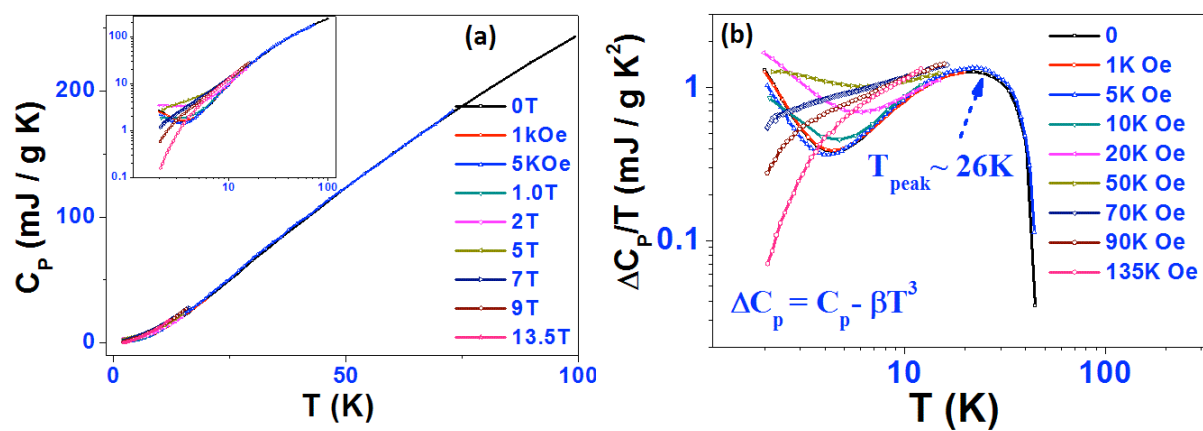 (a)
C_P (mJ / g K)
200
100
0
0
50
100
T (K)
100
10
1
0.1
10
100
0T
1kOe
5KOe
1.0T
2T
5T
7T
9T
13.5T
(b)
ΔC_P/T (mJ / g K²)
1
0.1
10
100
T (K)
T_peak ~ 26K
ΔC_p = C_p - βT³
0
1K Oe
5K Oe
10K Oe
20K Oe
50K Oe
70K Oe
90K Oe
135K Oe